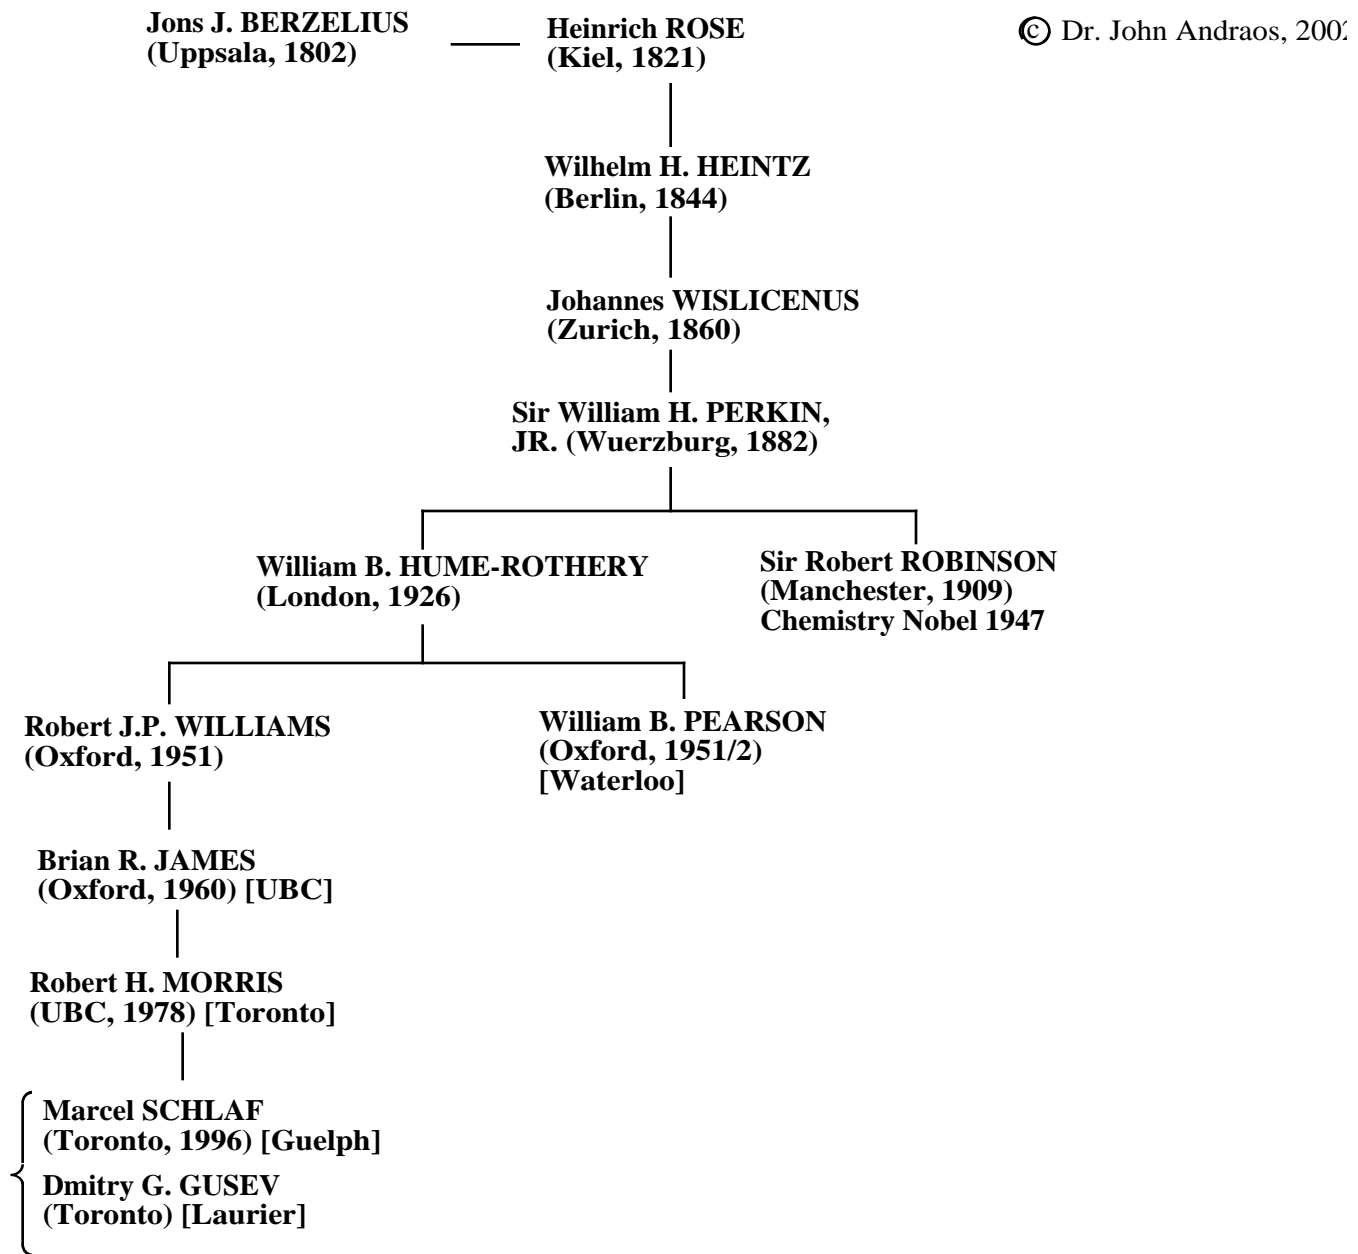 Jons J. BERZELIUS
(Uppsala, 1802)
Heinrich ROSE
(Kiel, 1821)
© Dr. John Andraos, 2002
Wilhelm H. HEINTZ
(Berlin, 1844)
Johannes WISLICENUS
(Zurich, 1860)
Sir William H. PERKIN,
JR. (Wuerzburg, 1882)
William B. HUME-ROTHERY
(London, 1926)
Sir Robert ROBINSON
(Manchester, 1909)
Chemistry Nobel 1947
Robert J.P. WILLIAMS
(Oxford, 1951)
William B. PEARSON
(Oxford, 1951/2)
[Waterloo]
Brian R. JAMES
(Oxford, 1960) [UBC]
Robert H. MORRIS
(UBC, 1978) [Toronto]
Marcel SCHLAF
(Toronto, 1996) [Guelph]
Dmitry G. GUSEV
(Toronto) [Laurier]